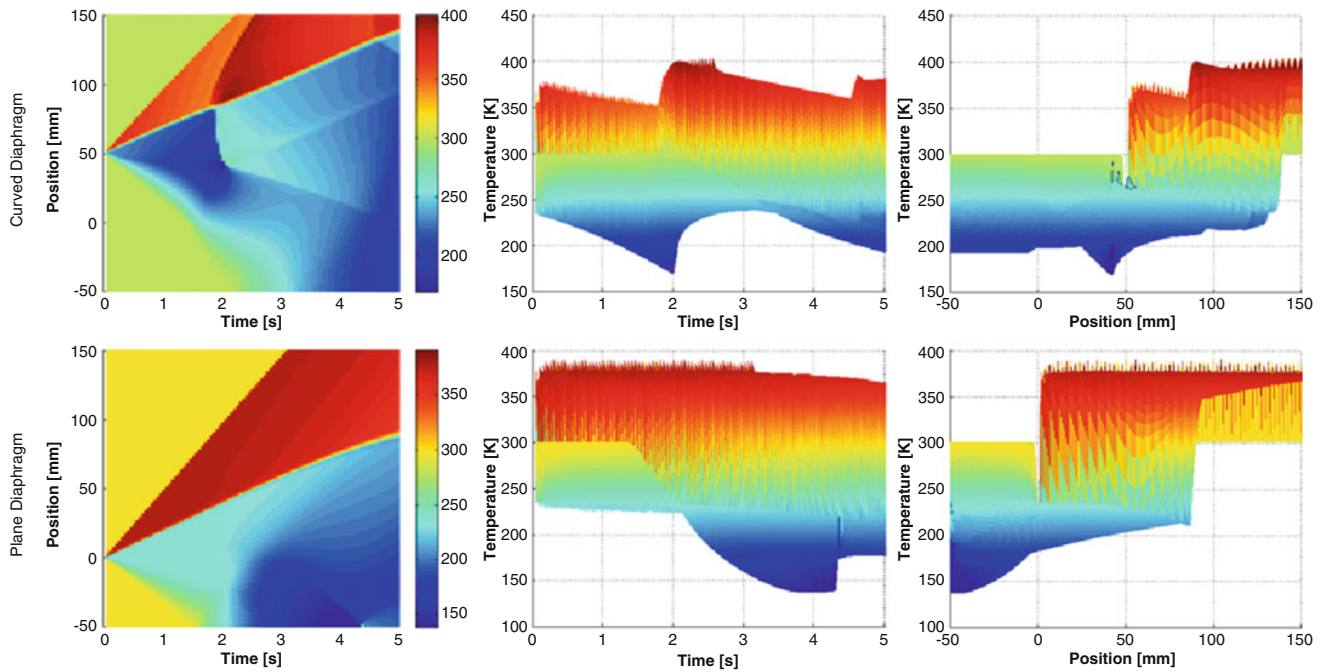 Curved Diaphragm
Position [mm]
150
100
50
0
-50
0 1 2 3 4 5
Time [s]
400
350
300
250
200
Temperature [K]
450
400
350
300
250
200
150
0 1 2 3 4 5
Time [s]
Temperature [K]
450
400
350
300
250
200
150
-50 0 50 100 150
Position [mm]
Plane Diaphragm
Position [mm]
150
100
50
0
-50
0 1 2 3 4 5
Time [s]
350
300
250
200
150
Temperature [K]
400
350
300
250
200
150
100
0 1 2 3 4 5
Time [s]
Temperature [K]
400
350
300
250
200
150
100
-50 0 50 100 150
Position [mm]